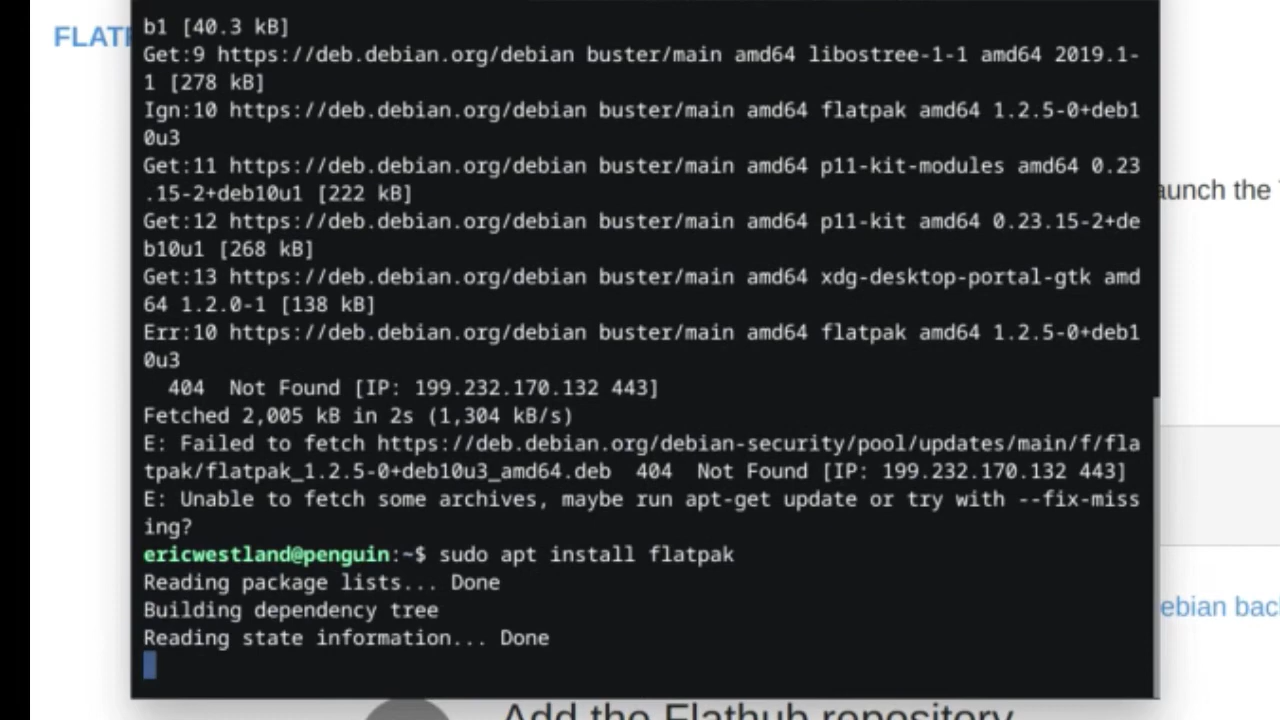 FLATP
b1 [40.3 kB]
Get:9 https://deb.debian.org/debian buster/main amd64 libostree-1-1 amd64 2019.1-
1 [278 kB]
Ign:10 https://deb.debian.org/debian buster/main amd64 flatpak amd64 1.2.5-0+deb1
0u3
Get:11 https://deb.debian.org/debian buster/main amd64 p11-kit-modules amd64 0.23
.15-2+deb10u1 [222 kB]
aunch the
Get:12 https://deb.debian.org/debian buster/main amd64 p11-kit amd64 0.23.15-2+de
b10u1 [268 kB]
Get:13 https://deb.debian.org/debian buster/main amd64 xdg-desktop-portal-gtk amd
64 1.2.0-1 [138 kB]
Err:10 https://deb.debian.org/debian buster/main amd64 flatpak amd64 1.2.5-0+deb1
0u3
404 Not Found [IP: 199.232.170.132 443]
Fetched 2,005 kB in 2s (1,304 kB/s)
E: Failed to fetch https://deb.debian.org/debian-security/pool/updates/main/f/fla
tpak/flatpak_1.2.5-0+deb10u3_amd64.deb 404 Not Found [IP: 199.232.170.132 443]
E: Unable to fetch some archives, maybe run apt-get update or try with --fix-miss
ing?
ericwestland@penguin:~$ sudo apt install flatpak
Reading package lists... Done
Building dependency tree
ebian bac
Reading state information... Done
Add the Flathub repository